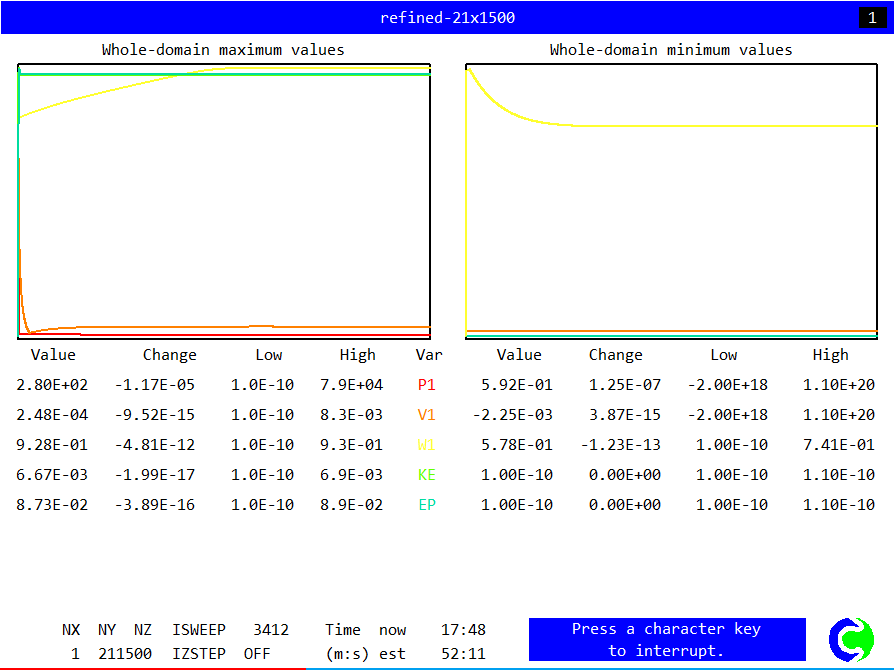 refined-21x1500 1
Whole-domain maximum values Whole-domain minimum values
Value Change Low High Var Value Change Low High
2.80E+02 -1.17E-05 1.0E-10 7.9E+04 P1 5.92E-01 1.25E-07 -2.00E+18 1.10E+20
2.48E-04 -9.52E-15 1.0E-10 8.3E-03 V1 -2.25E-03 3.87E-15 -2.00E+18 1.10E+20
9.28E-01 -4.81E-12 1.0E-10 9.3E-01 W1 5.78E-01 -1.23E-13 1.00E-10 7.41E-01
6.67E-03 -1.99E-17 1.0E-10 6.9E-03 KE 1.00E-10 0.00E+00 1.00E-10 1.10E-10
8.73E-02 -3.89E-16 1.0E-10 8.9E-02 EP 1.00E-10 0.00E+00 1.00E-10 1.10E-10
NX NY NZ ISWEEP 3412 Time now 17:48 Press a character key
1 211500 IZSTEP OFF (m:s) est 52:11 to interrupt.